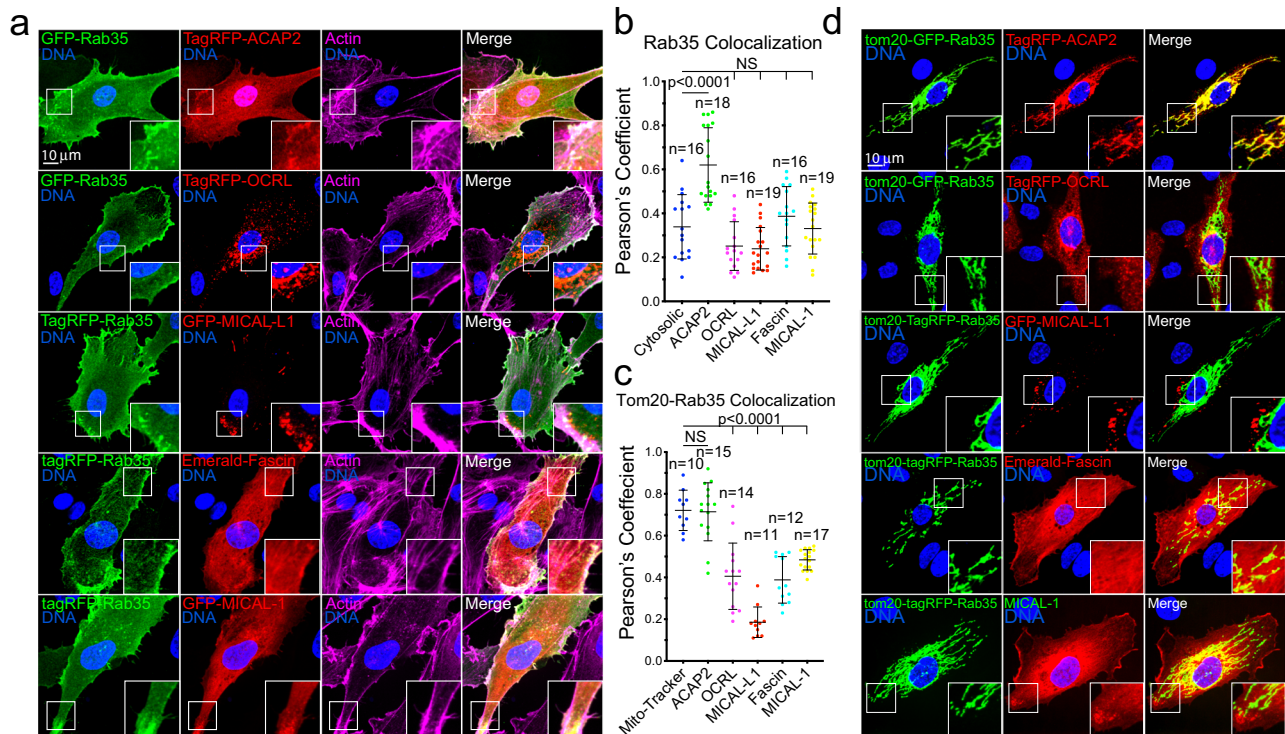 a
GFP-Rab35
DNA
TagRFP-ACAP2
Actin
Merge
10 μm
GFP-Rab35
DNA
TagRFP-OCRL
DNA
Actin
DNA
Merge
TagRFP-Rab35
DNA
GFP-MICAL-L1
DNA
Actin
DNA
Merge
tagRFP-Rab35
DNA
Emerald-Fascin
DNA
Actin
DNA
Merge
tagRFP-Rab35
DNA
GFP-MICAL-1
DNA
Actin
DNA
Merge
b
Rab35 Colocalization
NS
p<0.0001
n=18
n=16
n=16
n=19
n=16
n=19
Pearson's Coefficient
1.0
0.8
0.6
0.4
0.2
0.0
Cytosolic
ACAP2
OCRL
MICAL-L1
Fascin
MICAL-1
c
Tom20-Rab35 Colocalization
p<0.0001
NS
n=10
n=15
n=14
n=11
n=12
n=17
Pearson's Coeffecient
1.0
0.8
0.6
0.4
0.2
0.0
Mito-Tracker
ACAP2
OCRL
MICAL-L1
Fascin
MICAL-1
d
tom20-GFP-Rab35
DNA
TagRFP-ACAP2
DNA
Merge
10 μm
tom20-GFP-Rab35
DNA
TagRFP-OCRL
DNA
Merge
tom20-TagRFP-Rab35
DNA
GFP-MICAL-L1
DNA
Merge
tom20-tagRFP-Rab35
DNA
Emerald-Fascin
DNA
Merge
tom20-tagRFP-Rab35
DNA
MICAL-1
DNA
Merge